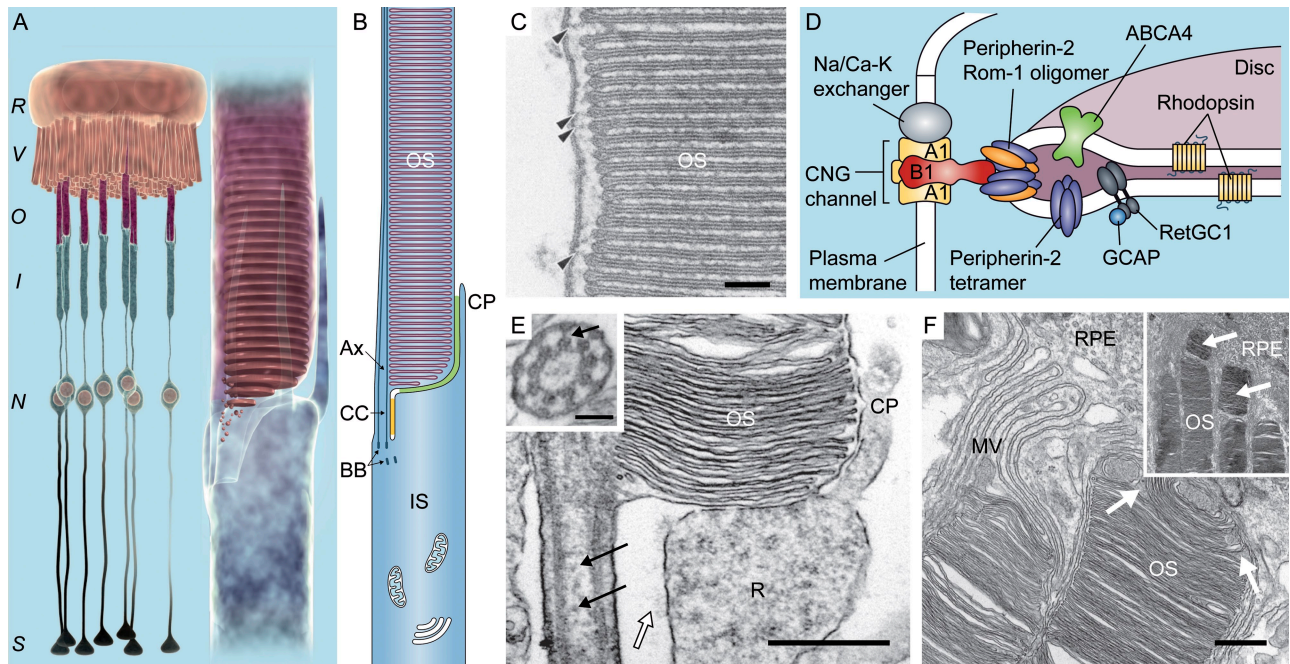 A
R
V
O
I
N
S
B
OS
CP
Ax
CC
BB
IS
C
OS
D
ABCA4
Peripherin-2
Rom-1 oligomer
Na/Ca-K
exchanger
Disc
Rhodopsin
A1
B1
A1
CNG
channel
RetGC1
GCAP
Plasma
membrane
Peripherin-2
tetramer
E
OS
CP
R
F
RPE
RPE
OS
MV
OS